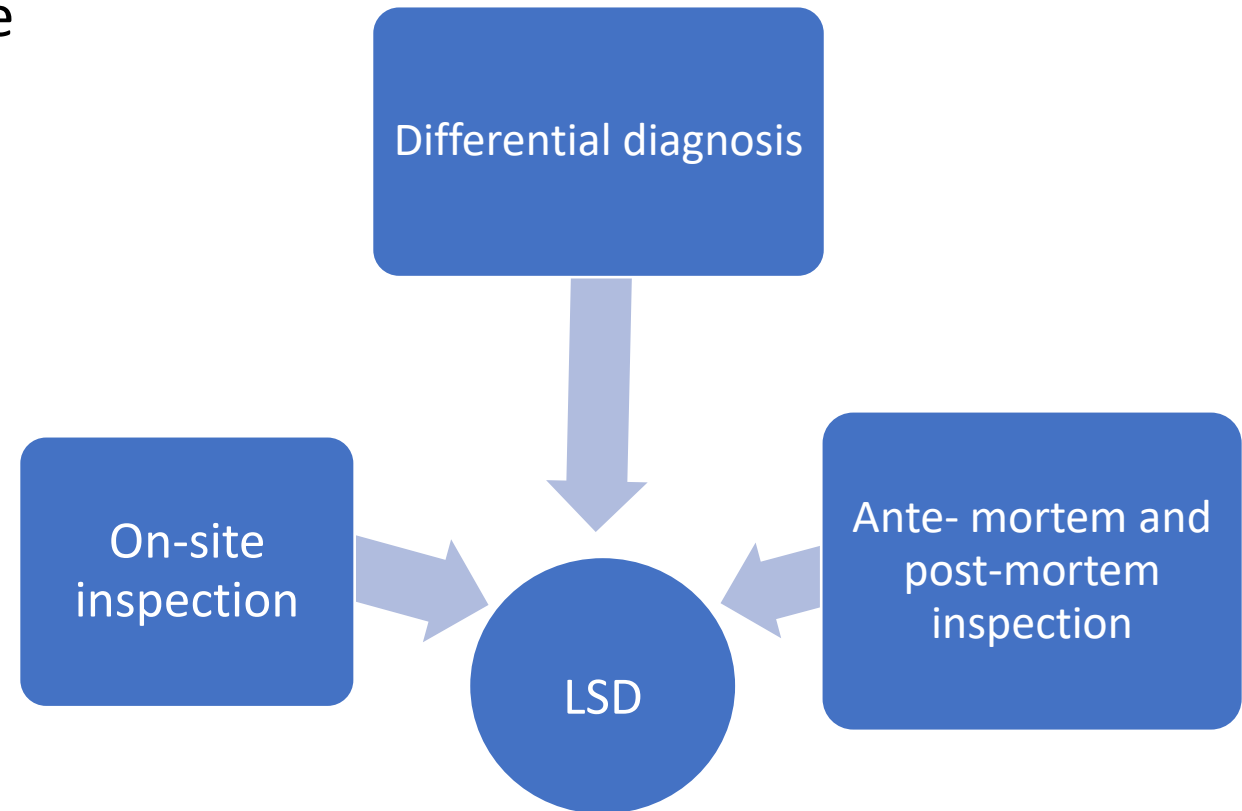 e
Differential diagnosis
On-site
inspection
Ante- mortem and
post-mortem
inspection
LSD